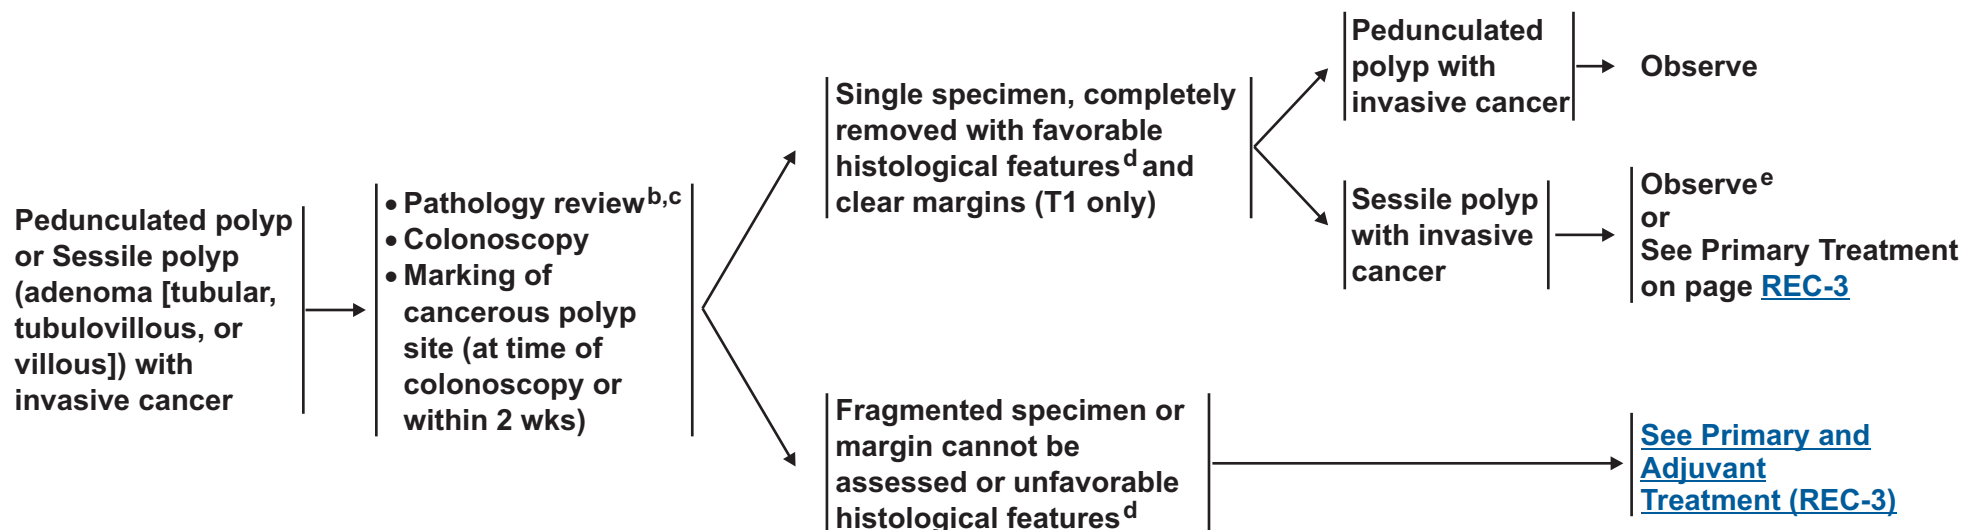 Pedunculated polyp
or Sessile polyp
(adenoma [tubular,
tubulovillous, or
villous]) with
invasive cancer
• Pathology review b,c
• Colonoscopy
• Marking of
cancerous polyp
site (at time of
colonoscopy or
within 2 wks)
Single specimen, completely
removed with favorable
histological features d and
clear margins (T1 only)
Pedunculated
polyp with
invasive cancer
Observe
Sessile polyp
with invasive
cancer
Observe e
or
See Primary Treatment
on page REC-3
Fragmented specimen or
margin cannot be
assessed or unfavorable
histological features d
See Primary and
Adjuvant
Treatment (REC-3)